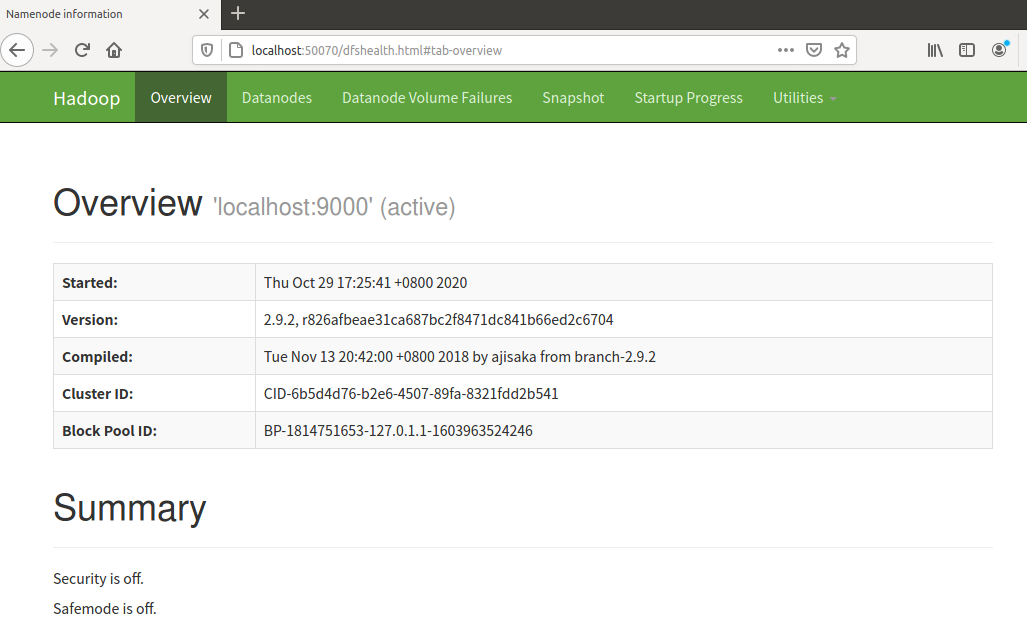 Namenode information
localhost:50070/dfshealth.html#tab-overview
Hadoop Overview Datanodes Datanode Volume Failures Snapshot Startup Progress Utilities
Overview 'localhost:9000' (active)
Started: Thu Oct 29 17:25:41 +0800 2020
Version: 2.9.2, r826afbeae31ca687bc2f8471dc841b66ed2c6704
Compiled: Tue Nov 13 20:42:00 +0800 2018 by ajisaka from branch-2.9.2
Cluster ID: CID-6b5d4d76-b2e6-4507-89fa-8321fdd2b541
Block Pool ID: BP-1814751653-127.0.1.1-1603963524246
Summary
Security is off.
Safemode is off.